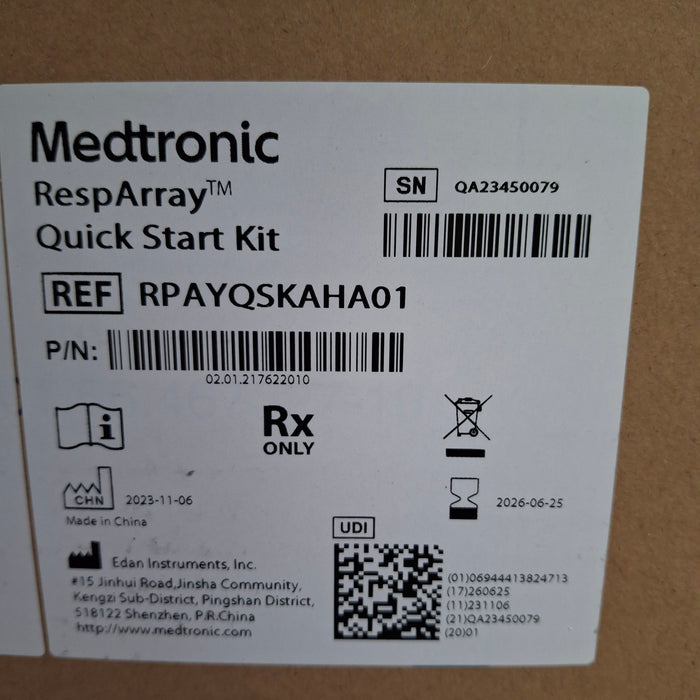 Medtronic
RespArray™
Quick Start Kit
SN QA23450079
REF RPAYQSKAHA01
P/N:
02.01.217622010
i
Rx
ONLY
CHN 2023-11-06
Made in China
2026-06-25
UDI
Edan Instruments, Inc.
#15 Jinhui Road,Jinsha Community,
Kengzi Sub-District, Pingshan District,
518122 Shenzhen, P.R.China
http://www.medtronic.com
(01)06944413824713
(17)260625
(11)231106
(21)QA23450079
(20)01